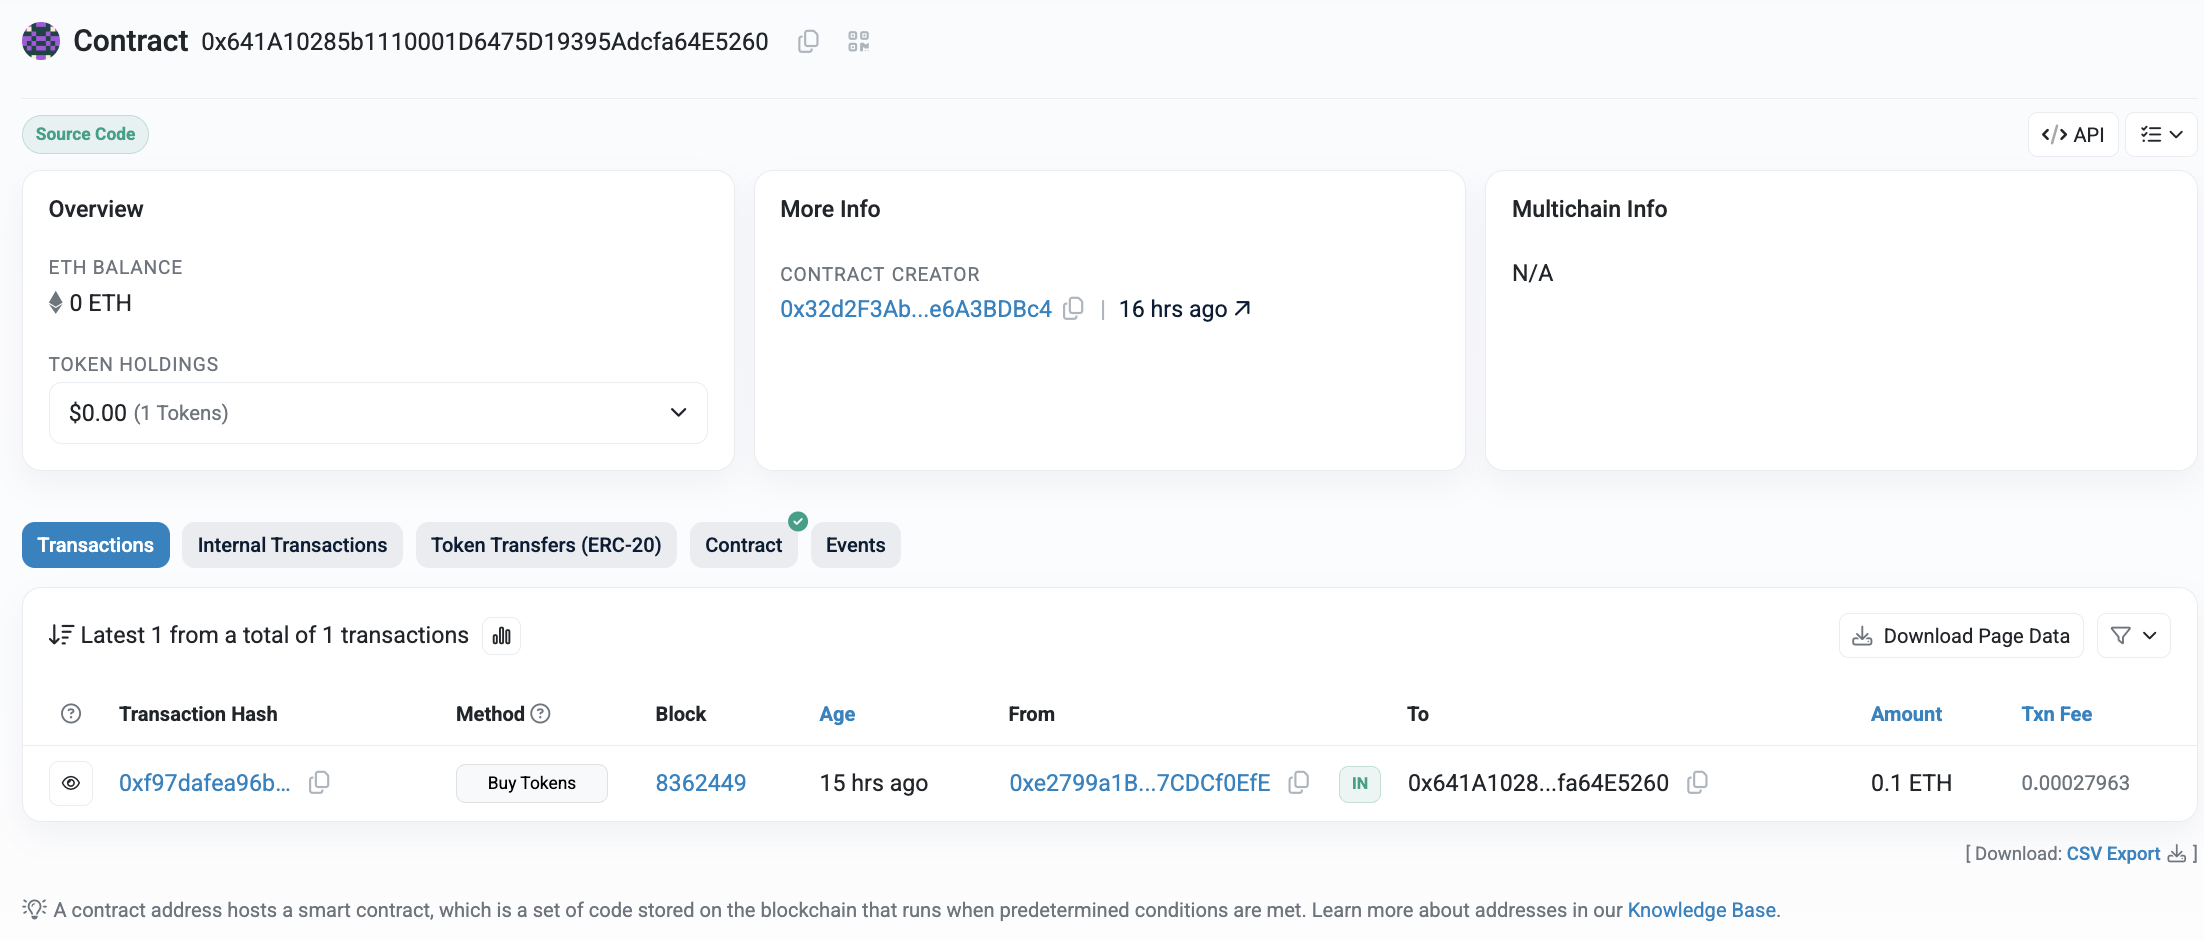 Contract 0x641A10285b1110001D6475D19395Adcfa64E5260
Source Code
</> API
Overview
ETH BALANCE
0 ETH
TOKEN HOLDINGS
$0.00 (1 Tokens)
More Info
CONTRACT CREATOR
0x32d2F3Ab...e6A3BDBc4 | 16 hrs ago
Multichain Info
N/A
Transactions Internal Transactions Token Transfers (ERC-20) Contract Events
Latest 1 from a total of 1 transactions
Download Page Data
Transaction Hash Method Block Age From To Amount Txn Fee
0xf97dafea96b... Buy Tokens 8362449 15 hrs ago 0xe2799a1B...7CDCf0EfE IN 0x641A1028...fa64E5260 0.1 ETH 0.00027963
[ Download: CSV Export ]
A contract address hosts a smart contract, which is a set of code stored on the blockchain that runs when predetermined conditions are met. Learn more about addresses in our Knowledge Base.